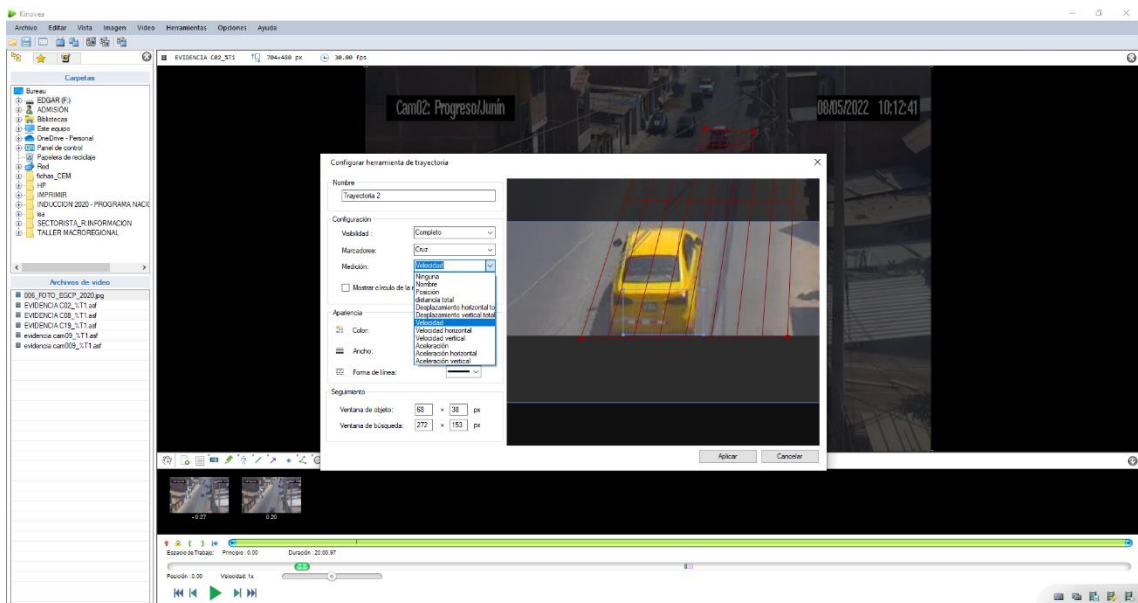 Kinovea
Archivo Editar Vista Imagen Video Herramientas Opciones Ayuda
EVIDENCIA C02_%T1 704×480 px 30.00 fps
Carpetas
Bureau
EDGAR (F:)
ADMISIÓN
Bibliotecas
Este equipo
OneDrive - Personal
Panel de control
Papelera de reciclaje
Red
fichas_CEM
HP
IMPRIMIR
INDUCCION 2020 - PROGRAMA NACIO
SECTORISTA_R.INFORMACION
TALLER MACROREGIONAL
Archivos de video
006_FOTO_EGCP_2020.jpg
EVIDENCIA C02_%T1.asf
EVIDENCIA C08_%T1.asf
EVIDENCIA C19_%T1.asf
evidencia cam09_%T1.asf
evidencia cam009_%T1.asf
Cam02: Progreso/Junín
08/05/2022 10:12:41
Configurar herramienta de trayectoria
Nombre
Trayectoria 2
Configuración
Visibilidad : Completo
Marcadores: Cruz
Medición: Velocidad
Ninguna
Nombre
Posición
distancia total
Desplazamiento horizontal to
Desplazamiento vertical total
Velocidad
Velocidad horizontal
Velocidad vertical
Aceleración
Aceleración horizontal
Aceleración vertical
Mostrar círculo de la
Apariencia
Color:
Ancho:
Forma de línea:
Seguimiento
Ventana de objeto: 68 × 38 px
Ventana de búsqueda: 272 × 153 px
Aplicar Cancelar
-0.27 0.20
Espacio de Trabajo: Principio : 0.00 Duración : 20:00.97
Posición : 0.00 Velocidad: 1x